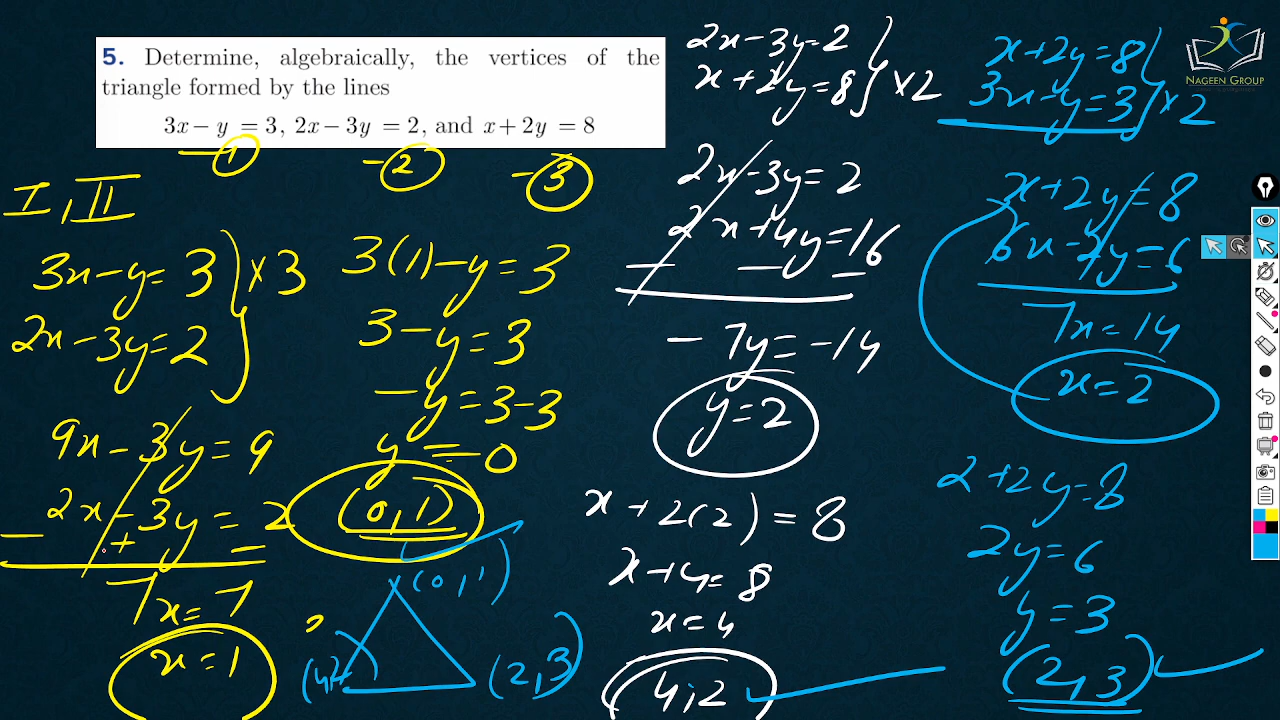 5. Determine, algebraically, the vertices of the
triangle formed by the lines
3x − y = 3, 2x − 3y = 2, and x + 2y = 8
−1 −2 −3
I, II
3x − y = 3 } ×3
2x − 3y = 2
9x − 3y = 9
2x − 3y = 2
− + −
7x = 7
x = 1
3(1) − y = 3
3 − y = 3
−y = 3−3
y = −0
(0, 1)
(0, 1)
(2, 3)
2x − 3y = 2
x + 2y = 8 } ×2
2x − 3y = 2
2x + 4y = 16
− − −
−7y = −14
y = 2
x + 2(2) = 8
x + 4 = 8
x = 4
4, 2
NAGEEN GROUP
x + 2y = 8
3x − y = 3 } ×2
x + 2y = 8
6x − 2y = 6
7x = 14
x = 2
2 + 2y = 8
2y = 6
y = 3
(2, 3)